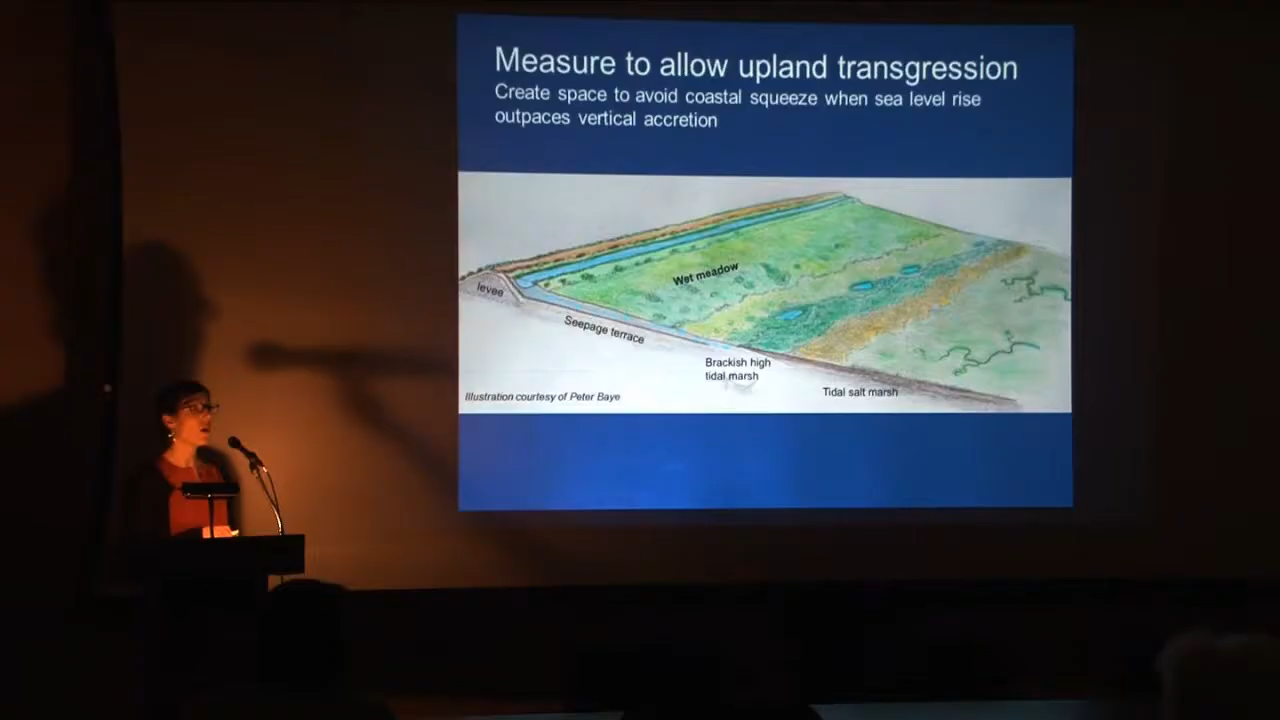 Measure to allow upland transgression
Create space to avoid coastal squeeze when sea level rise
outpaces vertical accretion
Wet meadow
levee
Seepage terrace
Brackish high
tidal marsh
Tidal salt marsh
Illustration courtesy of Peter Baye